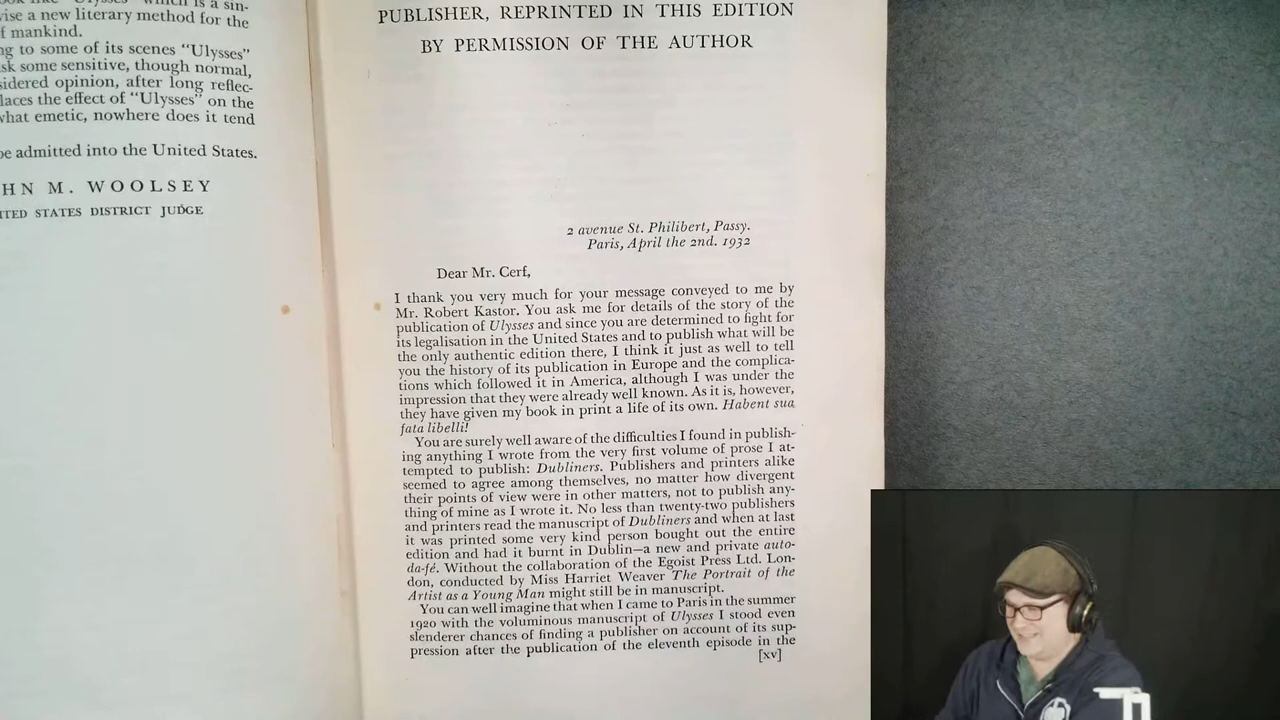 which is a sin-
vise a new literary method for the
f mankind.
ng to some of its scenes "Ulysses"
sk some sensitive, though normal,
sidered opinion, after long reflec-
laces the effect of "Ulysses" on the
what emetic, nowhere does it tend
be admitted into the United States.
HN M. WOOLSEY
ITED STATES DISTRICT JUDGE
PUBLISHER, REPRINTED IN THIS EDITION
BY PERMISSION OF THE AUTHOR
2 avenue St. Philibert, Passy.
Paris, April the 2nd. 1932
Dear Mr. Cerf,
I thank you very much for your message conveyed to me by
Mr. Robert Kastor. You ask me for details of the story of the
publication of Ulysses and since you are determined to fight for
its legalisation in the United States and to publish what will be
the only authentic edition there, I think it just as well to tell
you the history of its publication in Europe and the complica-
tions which followed it in America, although I was under the
impression that they were already well known. As it is, however,
they have given my book in print a life of its own. Habent sua
fata libelli!
You are surely well aware of the difficulties I found in publish-
ing anything I wrote from the very first volume of prose I at-
tempted to publish: Dubliners. Publishers and printers alike
seemed to agree among themselves, no matter how divergent
their points of view were in other matters, not to publish any-
thing of mine as I wrote it. No less than twenty-two publishers
and printers read the manuscript of Dubliners and when at last
it was printed some very kind person bought out the entire
edition and had it burnt in Dublin—a new and private auto-
da-fé. Without the collaboration of the Egoist Press Ltd. Lon-
don, conducted by Miss Harriet Weaver The Portrait of the
Artist as a Young Man might still be in manuscript.
You can well imagine that when I came to Paris in the summer
1920 with the voluminous manuscript of Ulysses I stood even
slenderer chances of finding a publisher on account of its sup-
pression after the publication of the eleventh episode in the
[xv]